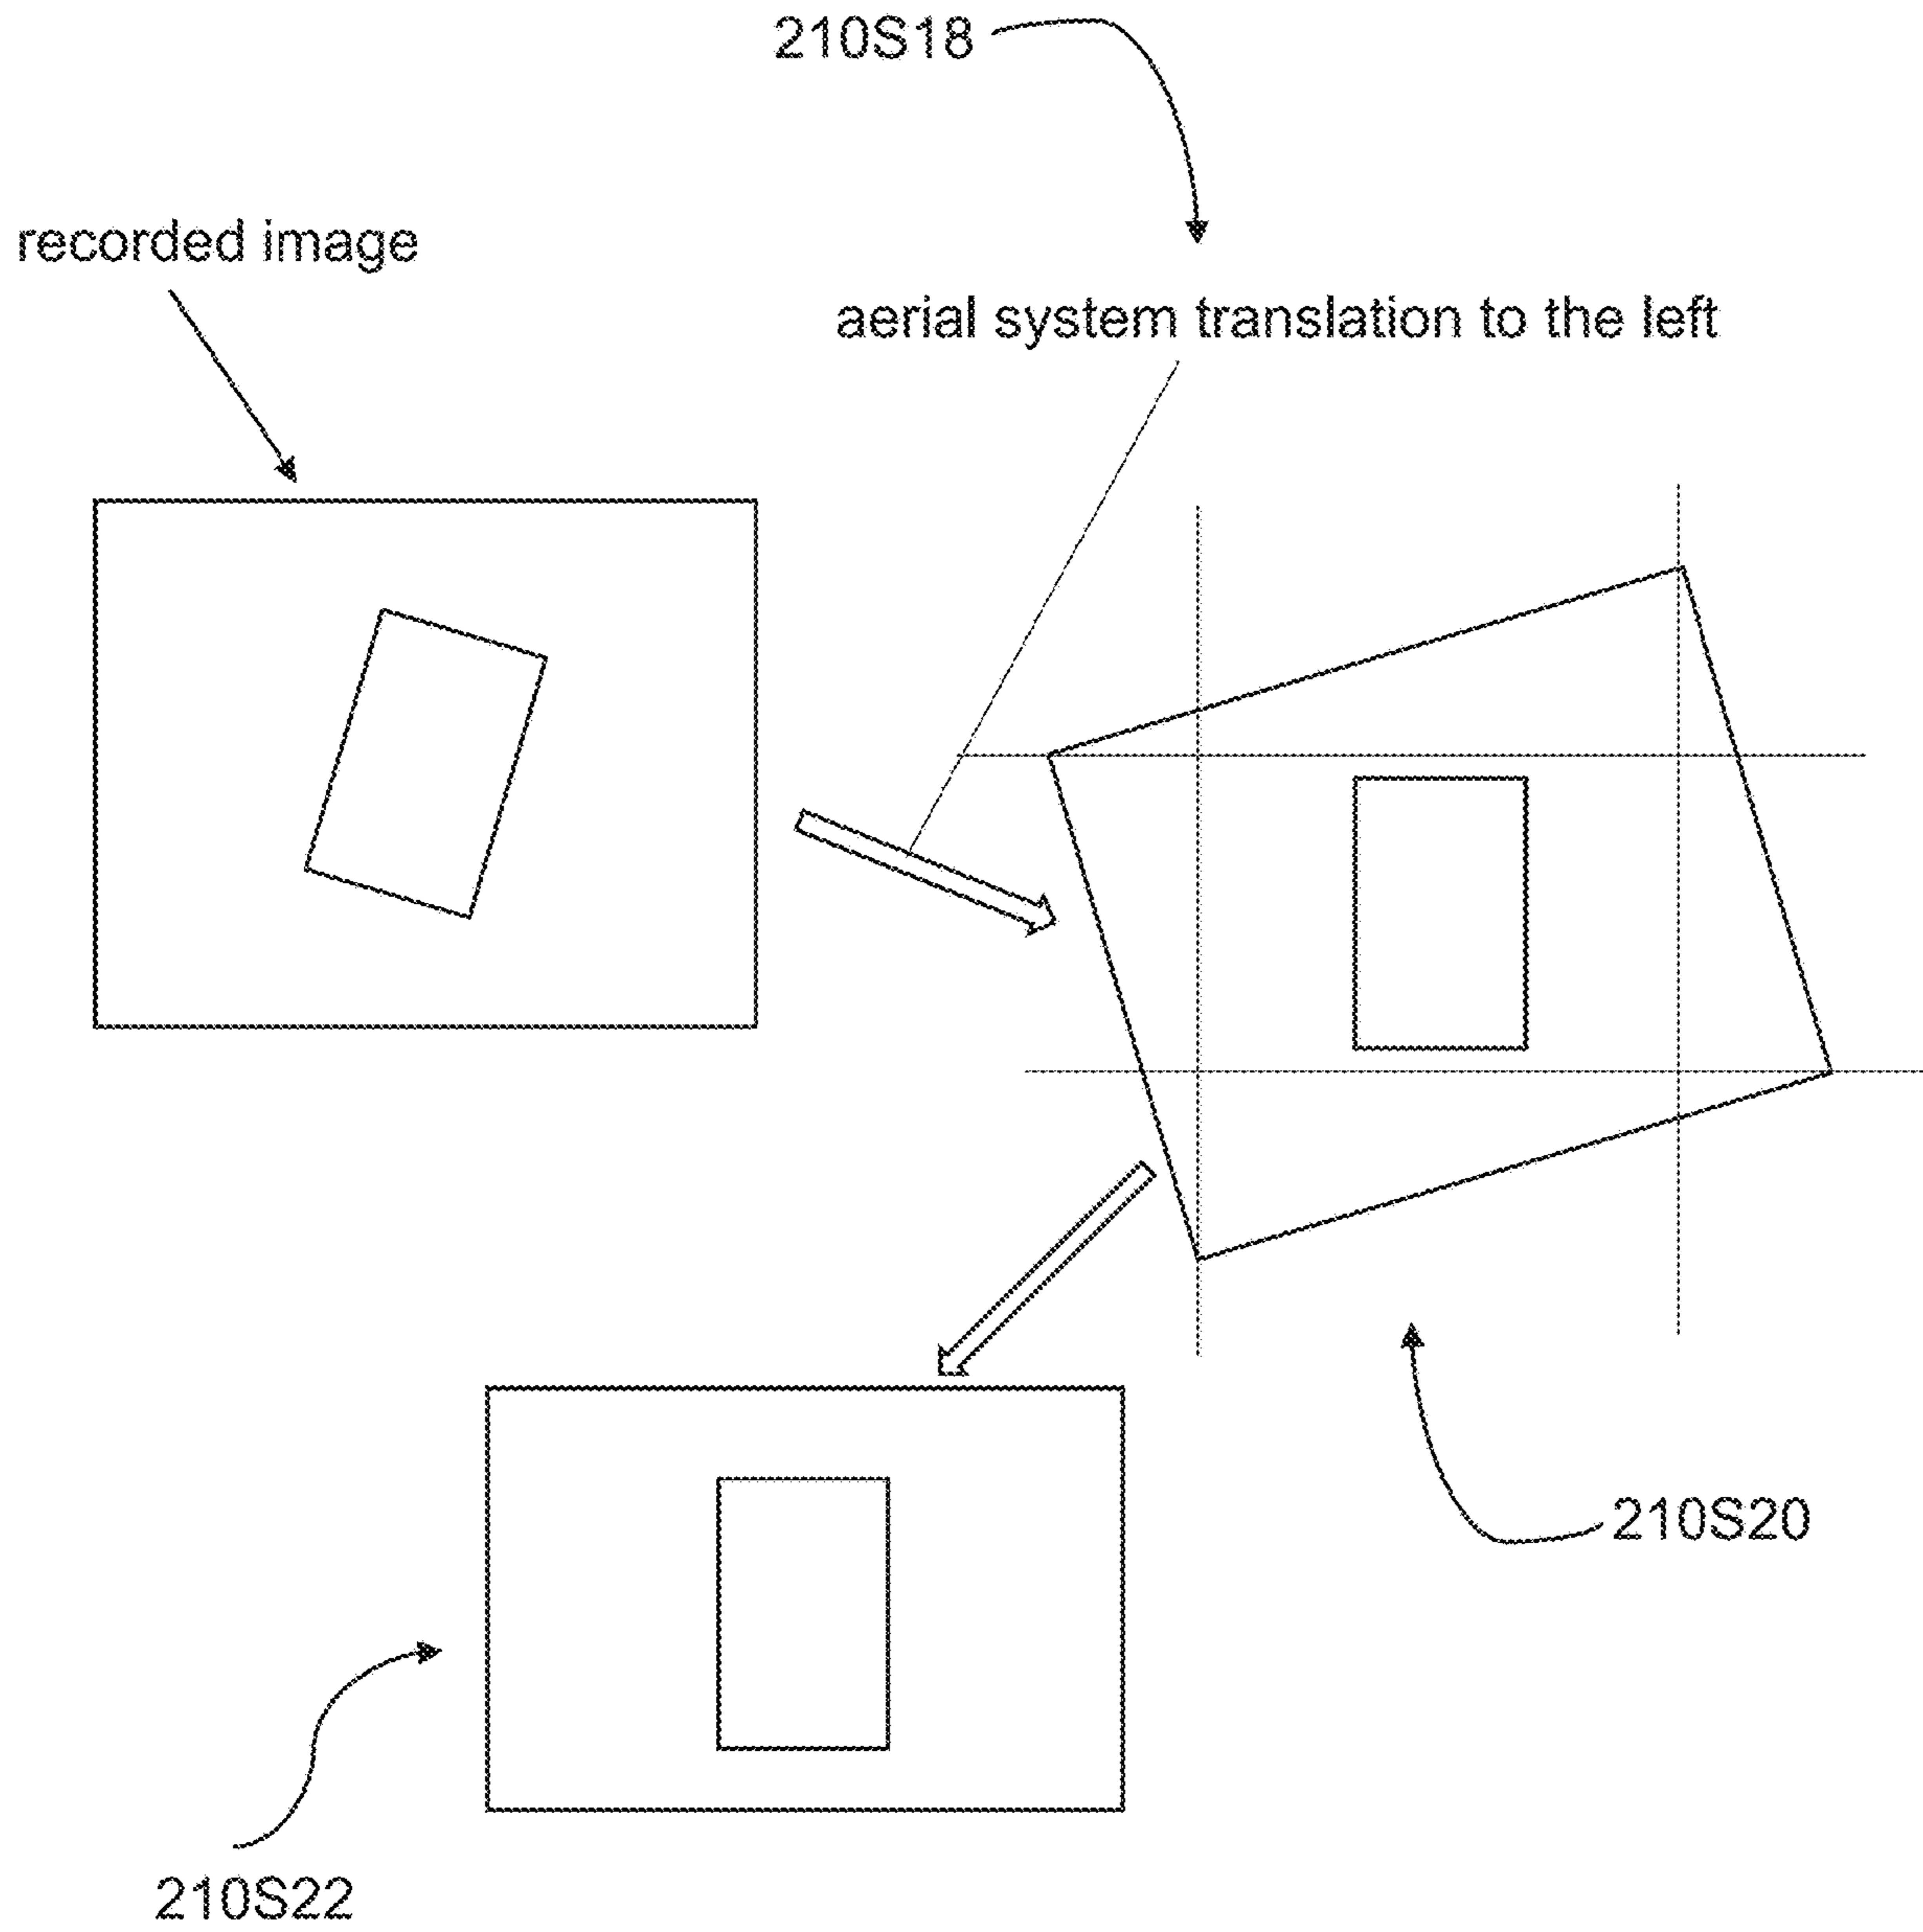 210S18
recorded image
aerial system translation to the left
210S20
210S22